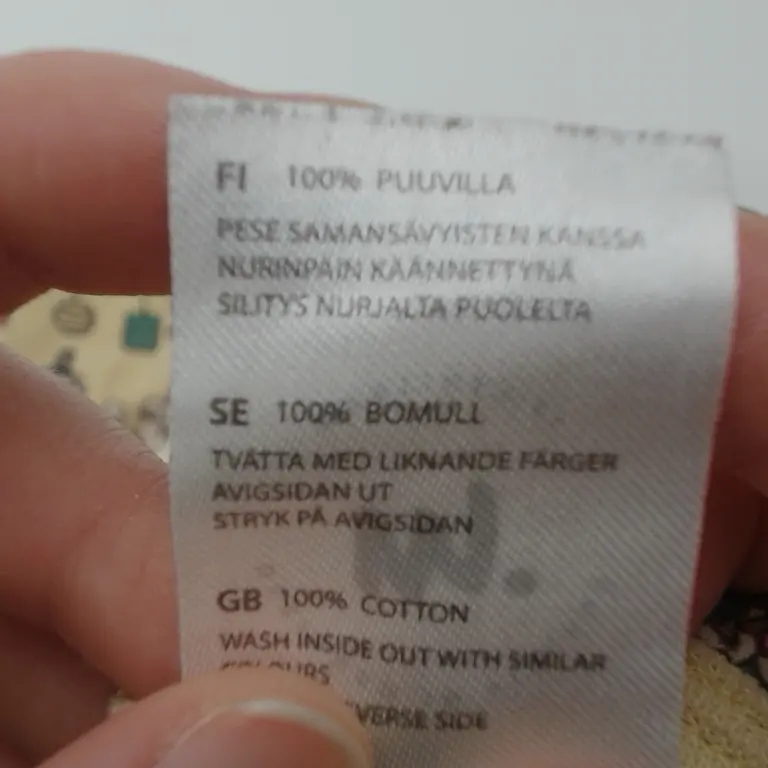 FI 100% PUUVILLA
PESE SAMANSÄVYISTEN KANSSA
NURINPÄIN KÄÄNNETTYNÄ
SILITYS NURJALTA PUOLELTA
SE 100% BOMULL
TVÄTTA MED LIKNANDE FÄRGER
AVIGSIDAN UT
STRYK PÅ AVIGSIDAN
GB 100% COTTON
WASH INSIDE OUT WITH SIMILAR
COLOURS
SIDE